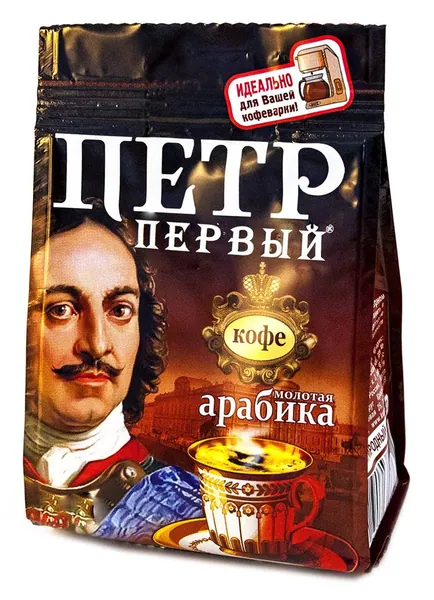 ИДЕАЛЬНО
для Вашей
кофеварки!
ПЕТР
ПЕРВЫЙ®
кофе
молотая
арабика